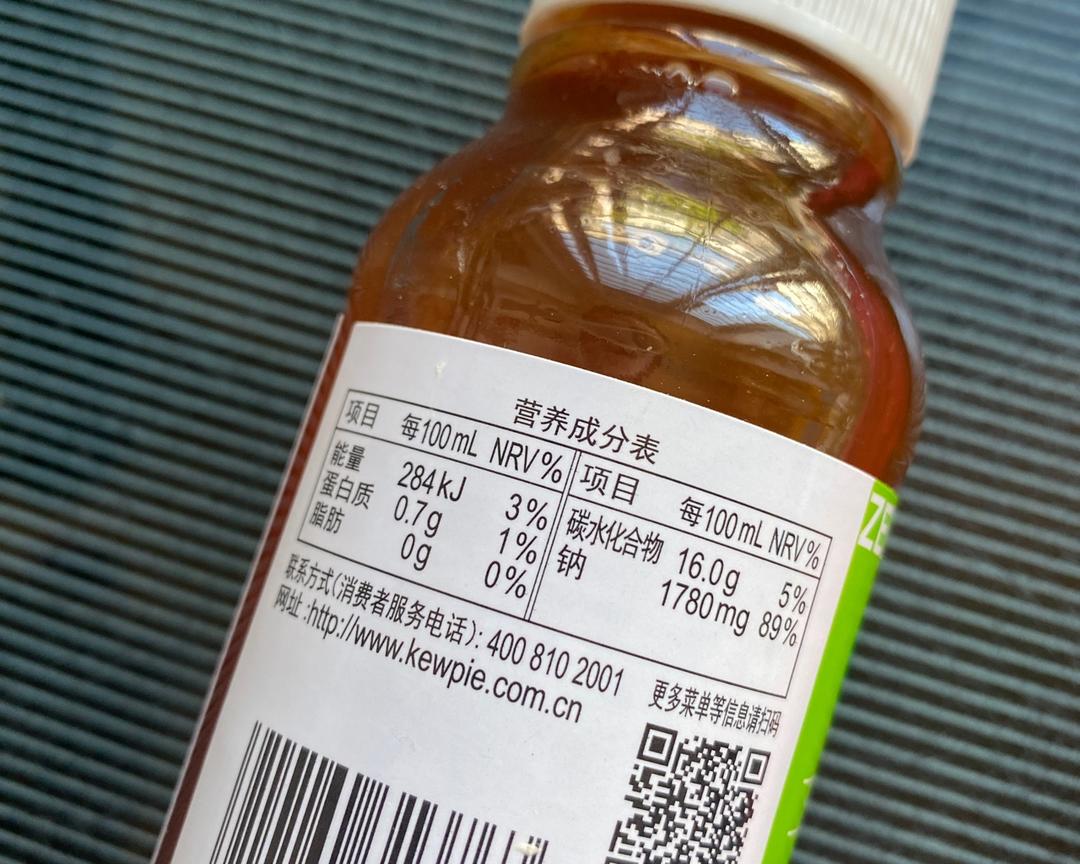 营养成分表
项目 每100mL NRV% 项目 每100mL NRV%
能量 284kJ 3% 碳水化合物 16.0g 5%
蛋白质 0.7g 1% 钠 1780mg 89%
脂肪 0g 0%
联系方式(消费者服务电话): 400 810 2001
网址:http://www.kewpie.com.cn
更多菜单等信息请扫码